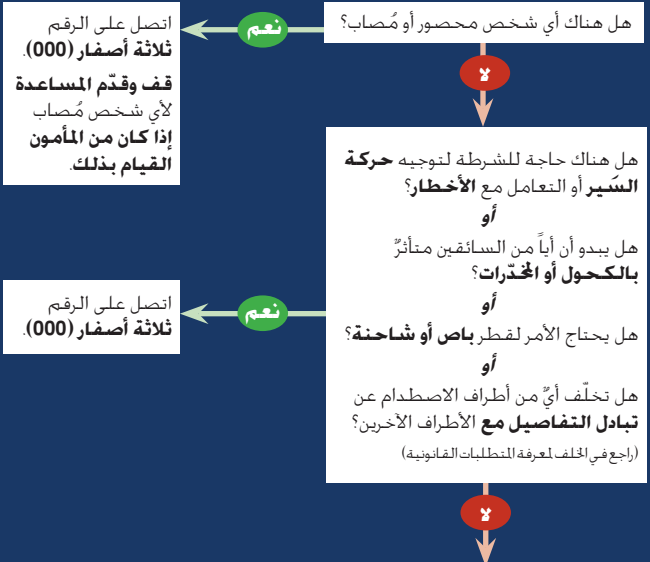 هل هناك أي شخص محصور أو مُصاب؟
نعم
اتصل على الرقم
ثلاثة أصفار (000).
قف وقدّم المساعدة
لأي شخص مُصاب
إذا كان من المأمون
القيام بذلك.
لا
هل هناك حاجة للشرطة لتوجيه حركة
السَير أو التعامل مع الأخطار؟
أو
هل يبدو أن أياً من السائقين متأثرٌ
بالكحول أو المخدّرات؟
أو
هل يحتاج الأمر لقطر باص أو شاحنة؟
أو
هل تخلّف أيٌّ من أطراف الاصطدام عن
تبادل التفاصيل مع الأطراف الآخرين؟
(راجع في الخلف لمعرفة المتطلبات القانونية)
نعم
اتصل على الرقم
ثلاثة أصفار (000).
لا